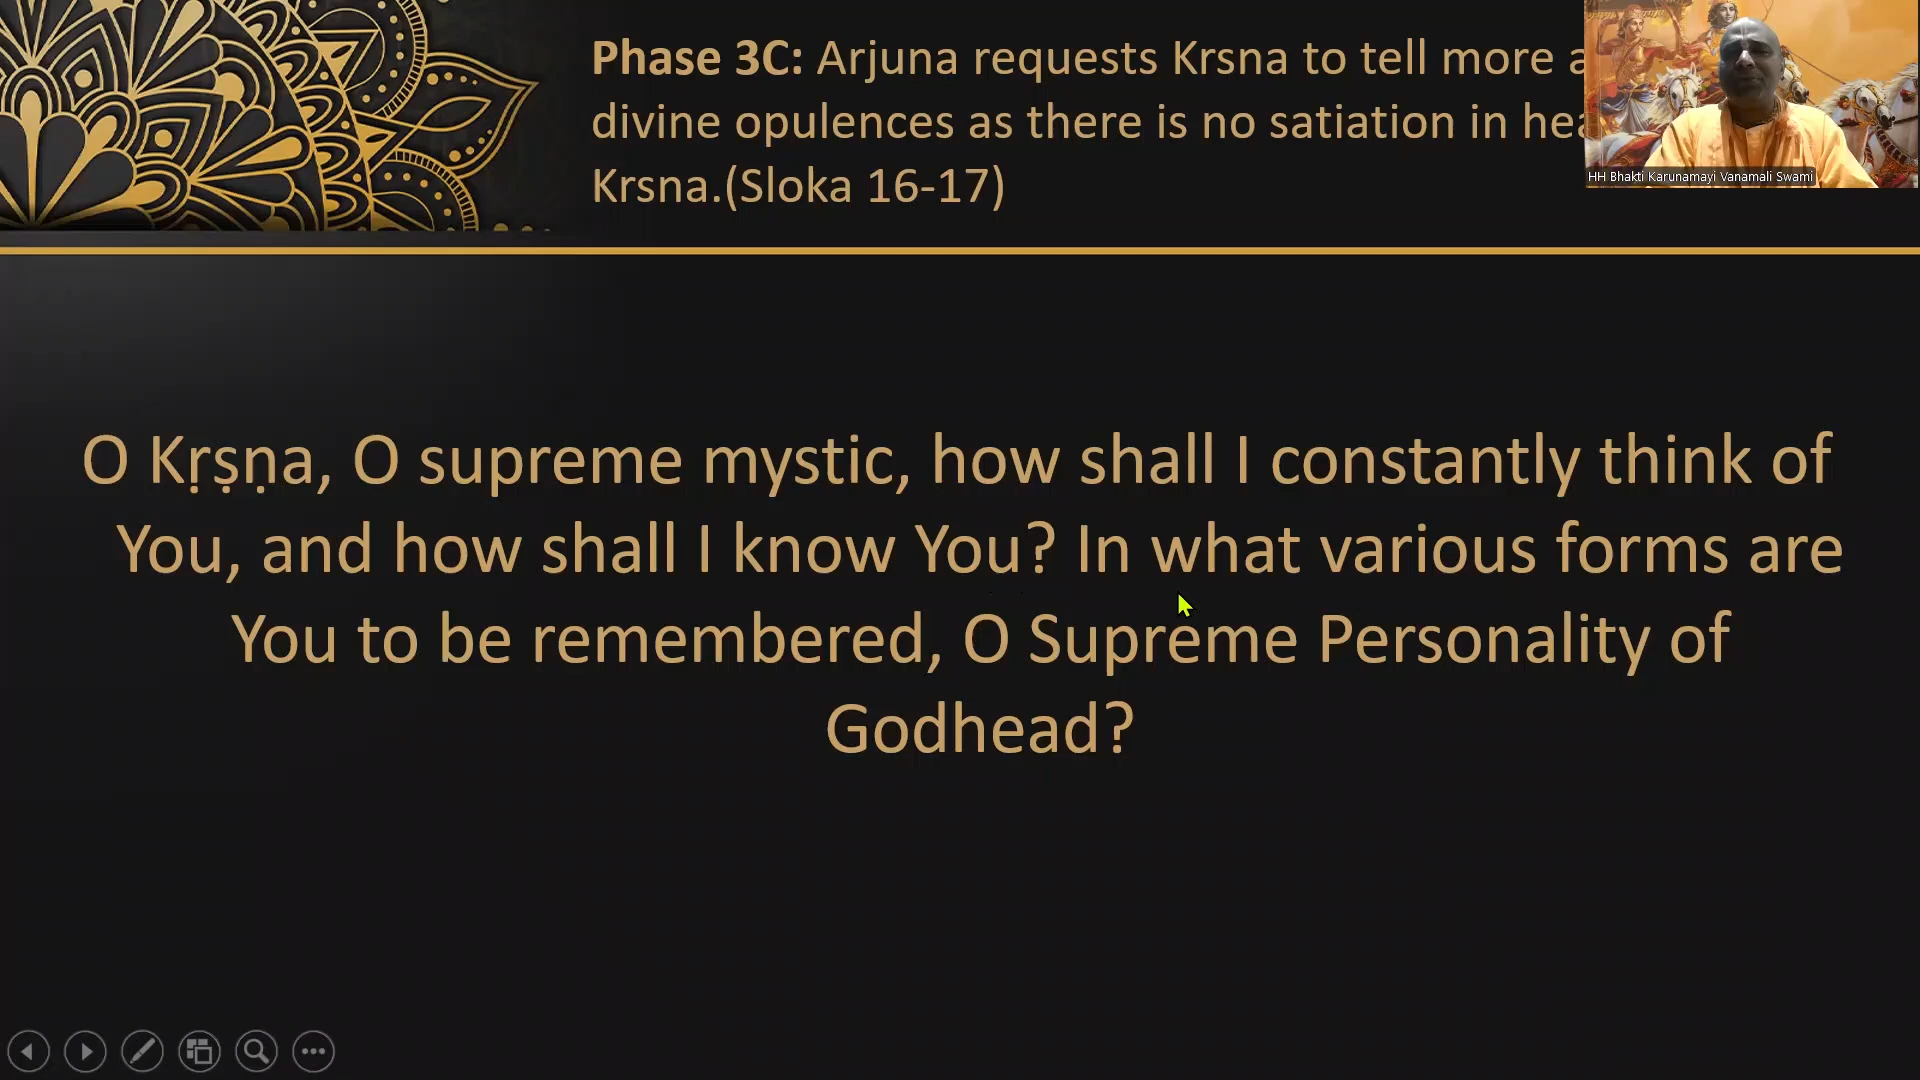 Phase 3C: Arjuna requests Krsna to tell more
divine opulences as there is no satiation in
Krsna.(Sloka 16-17)
HH Bhakti Karunamayi Vanamali Swami
O Kṛṣṇa, O supreme mystic, how shall I constantly think of
You, and how shall I know You? In what various forms are
You to be remembered, O Supreme Personality of
Godhead?